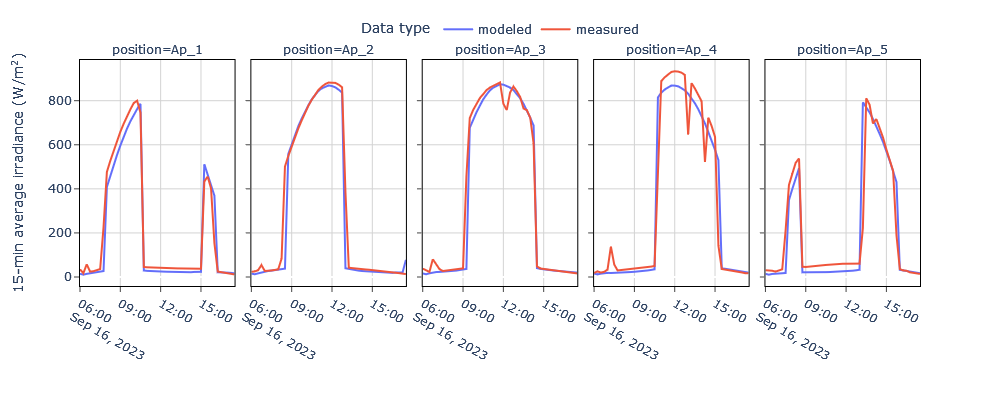 Data type modeled measured
position=Ap_1 position=Ap_2 position=Ap_3 position=Ap_4 position=Ap_5
15-min average irradiance (W/m²)
800
600
400
200
0
06:00 09:00 12:00 15:00 06:00 09:00 12:00 15:00 06:00 09:00 12:00 15:00 06:00 09:00 12:00 15:00 06:00 09:00 12:00 15:00
Sep 16, 2023 Sep 16, 2023 Sep 16, 2023 Sep 16, 2023 Sep 16, 2023